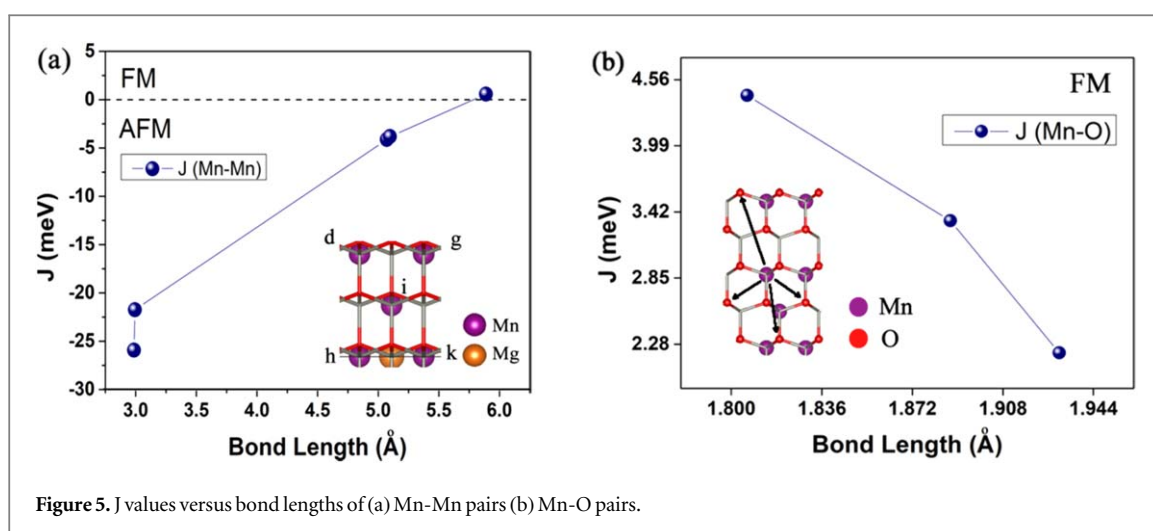 (a)
5
0
-5
-10
-15
-20
-25
-30
J (meV)
FM
AFM
J (Mn-Mn)
d
g
i
h
k
Mn
Mg
3.0
3.5
4.0
4.5
5.0
5.5
6.0
Bond Length (Å)
(b)
4.56
3.99
3.42
2.85
2.28
J (meV)
FM
J (Mn-O)
Mn
O
1.800
1.836
1.872
1.908
1.944
Bond Length (Å)
Figure 5. J values versus bond lengths of (a) Mn-Mn pairs (b) Mn-O pairs.